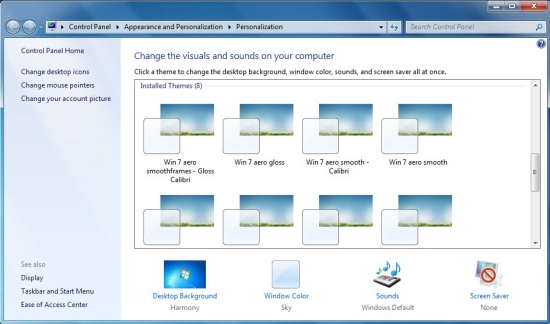 Control Panel ▸ Appearance and Personalization ▸ Personalization
Search Control Panel
Control Panel Home
Change desktop icons
Change mouse pointers
Change your account picture
Change the visuals and sounds on your computer
Click a theme to change the desktop background, window color, sounds, and screen saver all at once.
Installed Themes (8)
Win 7 aero smoothframes - Gloss Calibri
Win 7 aero gloss
Win 7 aero smooth - Calibri
Win 7 aero smooth
See also
Display
Taskbar and Start Menu
Ease of Access Center
Desktop Background
Harmony
Window Color
Sky
Sounds
Windows Default
Screen Saver
None